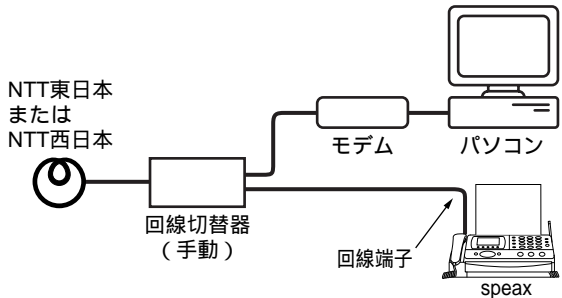 NTT東日本
または
NTT西日本
モデム
パソコン
回線切替器
(手動)
回線端子
speax